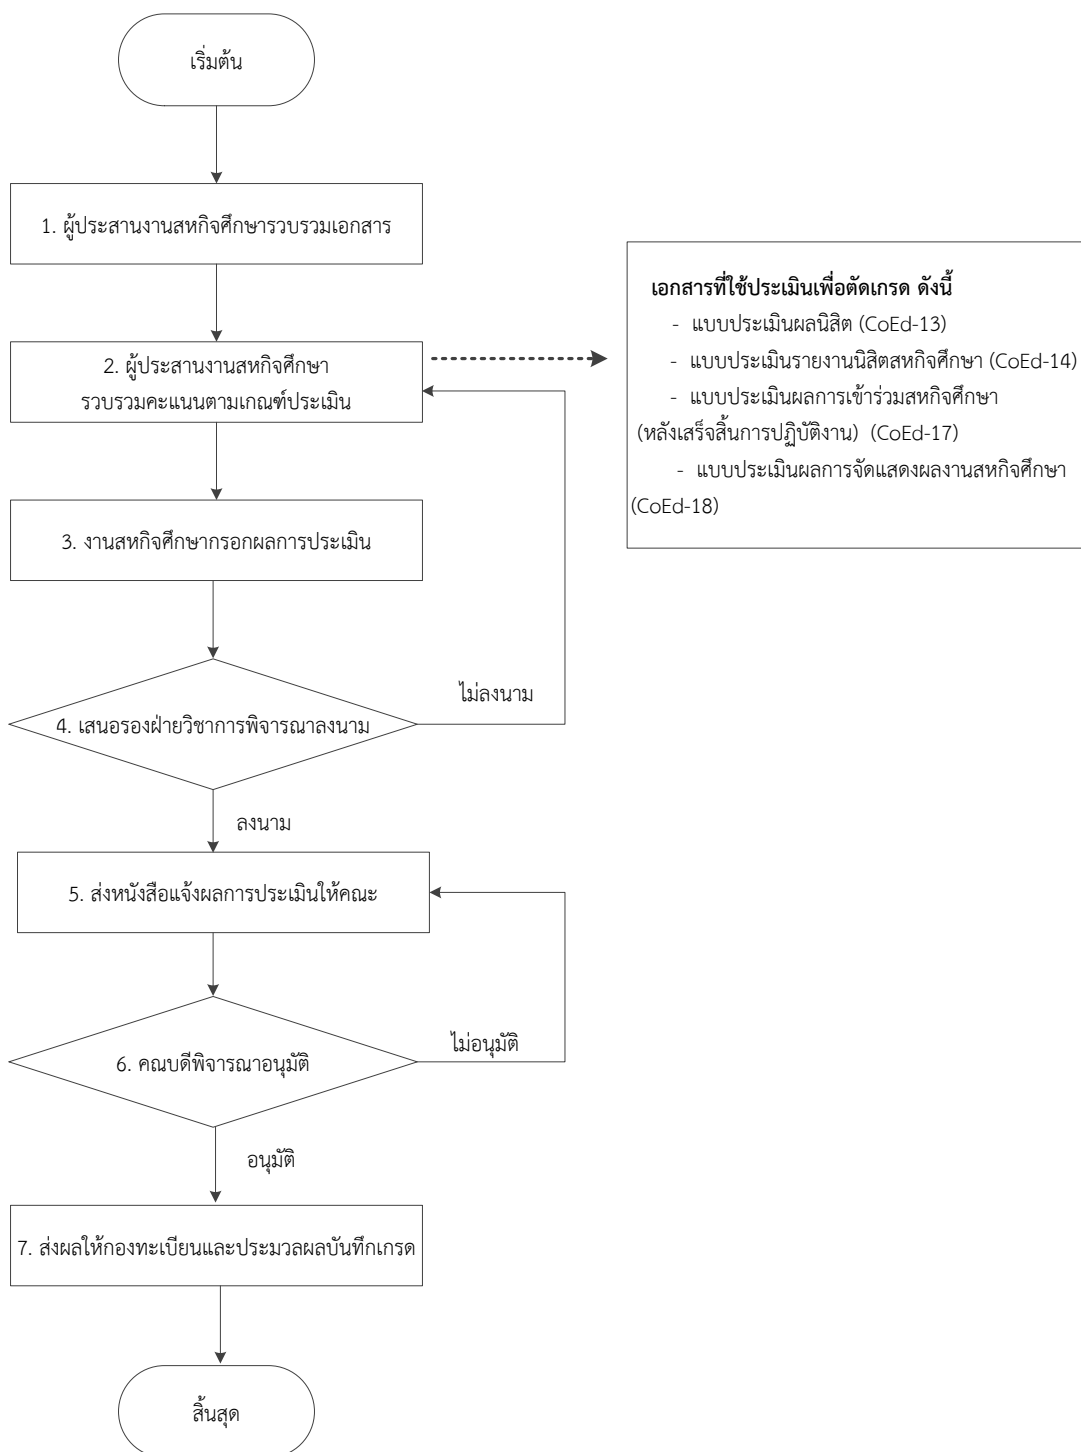 เริ่มต้น
1. ผู้ประสานงานสหกิจศึกษารวบรวมเอกสาร
2. ผู้ประสานงานสหกิจศึกษา
รวบรวมคะแนนตามเกณฑ์ประเมิน
เอกสารที่ใช้ประเมินเพื่อตัดเกรด ดังนี้
- แบบประเมินผลนิสิต (CoEd-13)
- แบบประเมินรายงานนิสิตสหกิจศึกษา (CoEd-14)
- แบบประเมินผลการเข้าร่วมสหกิจศึกษา
(หลังเสร็จสิ้นการปฏิบัติงาน) (CoEd-17)
- แบบประเมินผลการจัดแสดงผลงานสหกิจศึกษา
(CoEd-18)
3. งานสหกิจศึกษากรอกผลการประเมิน
ไม่ลงนาม
4. เสนอรองฝ่ายวิชาการพิจารณาลงนาม
ลงนาม
5. ส่งหนังสือแจ้งผลการประเมินให้คณะ
ไม่อนุมัติ
6. คณบดีพิจารณาอนุมัติ
อนุมัติ
7. ส่งผลให้กองทะเบียนและประมวลผลบันทึกเกรด
สิ้นสุด